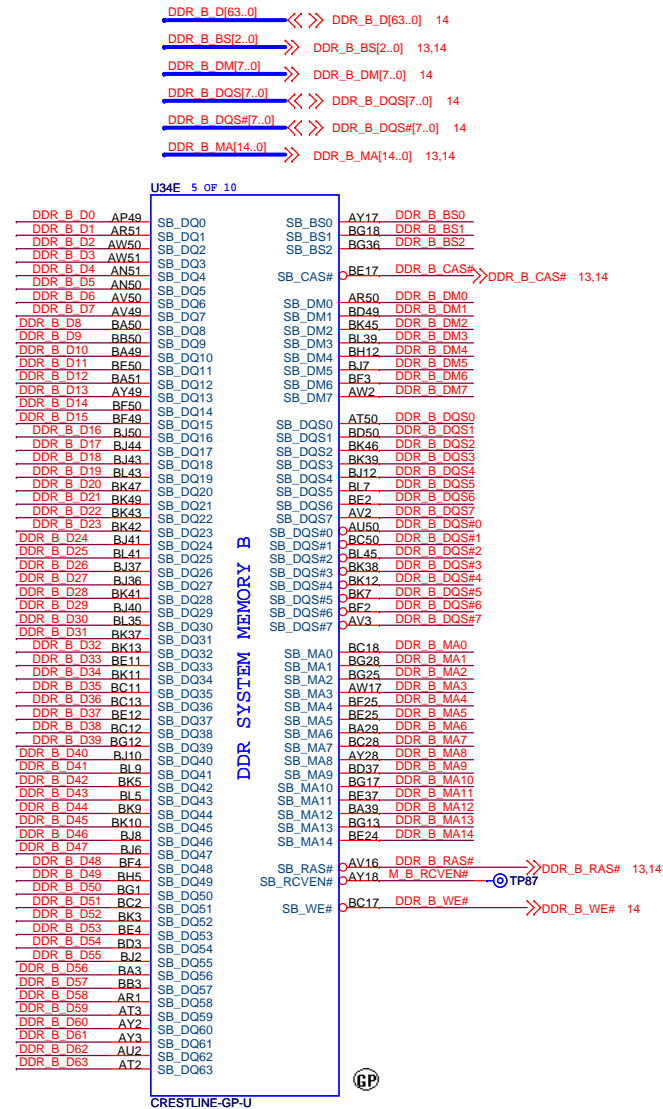 DDR_B_D[63..0] DDR_B_D[63..0] 14
DDR_B_BS[2..0] DDR_B_BS[2..0] 13,14
DDR_B_DM[7..0] DDR_B_DM[7..0] 14
DDR_B_DQS[7..0] DDR_B_DQS[7..0] 14
DDR_B_DQS#[7..0] DDR_B_DQS#[7..0] 14
DDR_B_MA[14..0] DDR_B_MA[14..0] 13,14
U34E 5 OF 10
DDR_B_D0 AP49 SB_DQ0
DDR_B_D1 AR51 SB_DQ1
DDR_B_D2 AW50 SB_DQ2
DDR_B_D3 AW51 SB_DQ3
DDR_B_D4 AN51 SB_DQ4
DDR_B_D5 AN50 SB_DQ5
DDR_B_D6 AV50 SB_DQ6
DDR_B_D7 AV49 SB_DQ7
DDR_B_D8 BA50 SB_DQ8
DDR_B_D9 BB50 SB_DQ9
DDR_B_D10 BA49 SB_DQ10
DDR_B_D11 BE50 SB_DQ11
DDR_B_D12 BA51 SB_DQ12
DDR_B_D13 AY49 SB_DQ13
DDR_B_D14 BF50 SB_DQ14
DDR_B_D15 BF49 SB_DQ15
DDR_B_D16 BJ50 SB_DQ16
DDR_B_D17 BJ44 SB_DQ17
DDR_B_D18 BJ43 SB_DQ18
DDR_B_D19 BL43 SB_DQ19
DDR_B_D20 BK47 SB_DQ20
DDR_B_D21 BK49 SB_DQ21
DDR_B_D22 BK43 SB_DQ22
DDR_B_D23 BK42 SB_DQ23
DDR_B_D24 BJ41 SB_DQ24
DDR_B_D25 BL41 SB_DQ25
DDR_B_D26 BJ37 SB_DQ26
DDR_B_D27 BJ36 SB_DQ27
DDR_B_D28 BK41 SB_DQ28
DDR_B_D29 BJ40 SB_DQ29
DDR_B_D30 BL35 SB_DQ30
DDR_B_D31 BK37 SB_DQ31
DDR_B_D32 BK13 SB_DQ32
DDR_B_D33 BE11 SB_DQ33
DDR_B_D34 BK11 SB_DQ34
DDR_B_D35 BC11 SB_DQ35
DDR_B_D36 BC13 SB_DQ36
DDR_B_D37 BE12 SB_DQ37
DDR_B_D38 BC12 SB_DQ38
DDR_B_D39 BG12 SB_DQ39
DDR_B_D40 BJ10 SB_DQ40
DDR_B_D41 BL9 SB_DQ41
DDR_B_D42 BK5 SB_DQ42
DDR_B_D43 BL5 SB_DQ43
DDR_B_D44 BK9 SB_DQ44
DDR_B_D45 BK10 SB_DQ45
DDR_B_D46 BJ8 SB_DQ46
DDR_B_D47 BJ6 SB_DQ47
DDR_B_D48 BF4 SB_DQ48
DDR_B_D49 BH5 SB_DQ49
DDR_B_D50 BG1 SB_DQ50
DDR_B_D51 BC2 SB_DQ51
DDR_B_D52 BK3 SB_DQ52
DDR_B_D53 BE4 SB_DQ53
DDR_B_D54 BD3 SB_DQ54
DDR_B_D55 BJ2 SB_DQ55
DDR_B_D56 BA3 SB_DQ56
DDR_B_D57 BB3 SB_DQ57
DDR_B_D58 AR1 SB_DQ58
DDR_B_D59 AT3 SB_DQ59
DDR_B_D60 AY2 SB_DQ60
DDR_B_D61 AY3 SB_DQ61
DDR_B_D62 AU2 SB_DQ62
DDR_B_D63 AT2 SB_DQ63
DDR SYSTEM MEMORY B
SB_BS0 AY17 DDR_B_BS0
SB_BS1 BG18 DDR_B_BS1
SB_BS2 BG36 DDR_B_BS2
SB_CAS# BE17 DDR_B_CAS# DDR_B_CAS# 13,14
SB_DM0 AR50 DDR_B_DM0
SB_DM1 BD49 DDR_B_DM1
SB_DM2 BK45 DDR_B_DM2
SB_DM3 BL39 DDR_B_DM3
SB_DM4 BH12 DDR_B_DM4
SB_DM5 BJ7 DDR_B_DM5
SB_DM6 BF3 DDR_B_DM6
SB_DM7 AW2 DDR_B_DM7
SB_DQS0 AT50 DDR_B_DQS0
SB_DQS1 BD50 DDR_B_DQS1
SB_DQS2 BK46 DDR_B_DQS2
SB_DQS3 BK39 DDR_B_DQS3
SB_DQS4 BJ12 DDR_B_DQS4
SB_DQS5 BL7 DDR_B_DQS5
SB_DQS6 BE2 DDR_B_DQS6
SB_DQS7 AV2 DDR_B_DQS7
SB_DQS#0 AU50 DDR_B_DQS#0
SB_DQS#1 BC50 DDR_B_DQS#1
SB_DQS#2 BL45 DDR_B_DQS#2
SB_DQS#3 BK38 DDR_B_DQS#3
SB_DQS#4 BK12 DDR_B_DQS#4
SB_DQS#5 BK7 DDR_B_DQS#5
SB_DQS#6 BF2 DDR_B_DQS#6
SB_DQS#7 AV3 DDR_B_DQS#7
SB_MA0 BC18 DDR_B_MA0
SB_MA1 BG28 DDR_B_MA1
SB_MA2 BG25 DDR_B_MA2
SB_MA3 AW17 DDR_B_MA3
SB_MA4 BF25 DDR_B_MA4
SB_MA5 BE25 DDR_B_MA5
SB_MA6 BA29 DDR_B_MA6
SB_MA7 BC28 DDR_B_MA7
SB_MA8 AY28 DDR_B_MA8
SB_MA9 BD37 DDR_B_MA9
SB_MA10 BG17 DDR_B_MA10
SB_MA11 BE37 DDR_B_MA11
SB_MA12 BA39 DDR_B_MA12
SB_MA13 BG13 DDR_B_MA13
SB_MA14 BE24 DDR_B_MA14
SB_RAS# AV16 DDR_B_RAS# DDR_B_RAS# 13,14
SB_RCVEN# AY18 M_B_RCVEN# TP87
SB_WE# BC17 DDR_B_WE# DDR_B_WE# 14
GP
CRESTLINE-GP-U